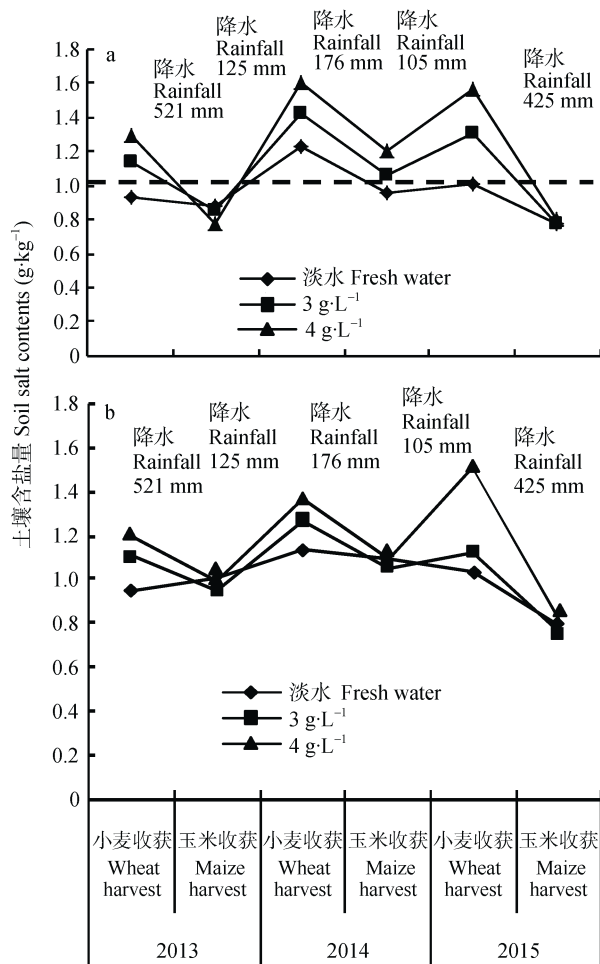 土壤含盐量 Soil salt contents (g·kg⁻¹)
a
1.8
1.6
1.4
1.2
1.0
0.8
0.6
0.4
0.2
0
降水
Rainfall
521 mm
降水
Rainfall
125 mm
降水
Rainfall
176 mm
降水
Rainfall
105 mm
降水
Rainfall
425 mm
淡水 Fresh water
3 g·L⁻¹
4 g·L⁻¹
b
1.8
1.6
1.4
1.2
1.0
0.8
0.6
0.4
0.2
0
降水
Rainfall
521 mm
降水
Rainfall
125 mm
降水
Rainfall
176 mm
降水
Rainfall
105 mm
降水
Rainfall
425 mm
淡水 Fresh water
3 g·L⁻¹
4 g·L⁻¹
小麦收获
Wheat
harvest
玉米收获
Maize
harvest
小麦收获
Wheat
harvest
玉米收获
Maize
harvest
小麦收获
Wheat
harvest
玉米收获
Maize
harvest
2013
2014
2015